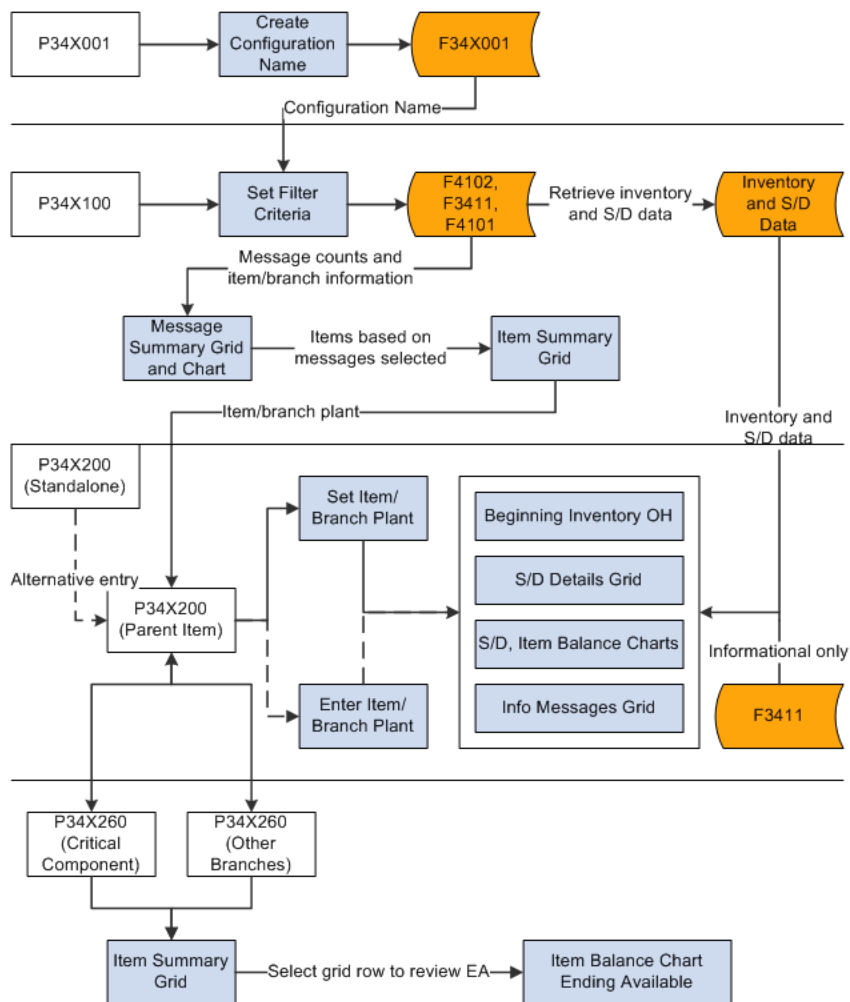 P34X001
Create
Configuration
Name
F34X001
Configuration Name
P34X100
Set Filter
Criteria
F4102,
F3411,
F4101
Retrieve inventory
and S/D data
Inventory
and S/D
Data
Message counts and
item/branch information
Message
Summary Grid
and Chart
Items based on
messages selected
Item Summary
Grid
Item/branch plant
Inventory and
S/D data
P34X200
(Standalone)
Set Item/
Branch Plant
Beginning Inventory OH
S/D Details Grid
Alternative entry
P34X200
(Parent Item)
S/D, Item Balance Charts
Informational only
Enter Item/
Branch Plant
Info Messages Grid
F3411
P34X260
(Critical
Component)
P34X260
(Other
Branches)
Item Summary
Grid
Select grid row to review EA
Item Balance Chart
Ending Available